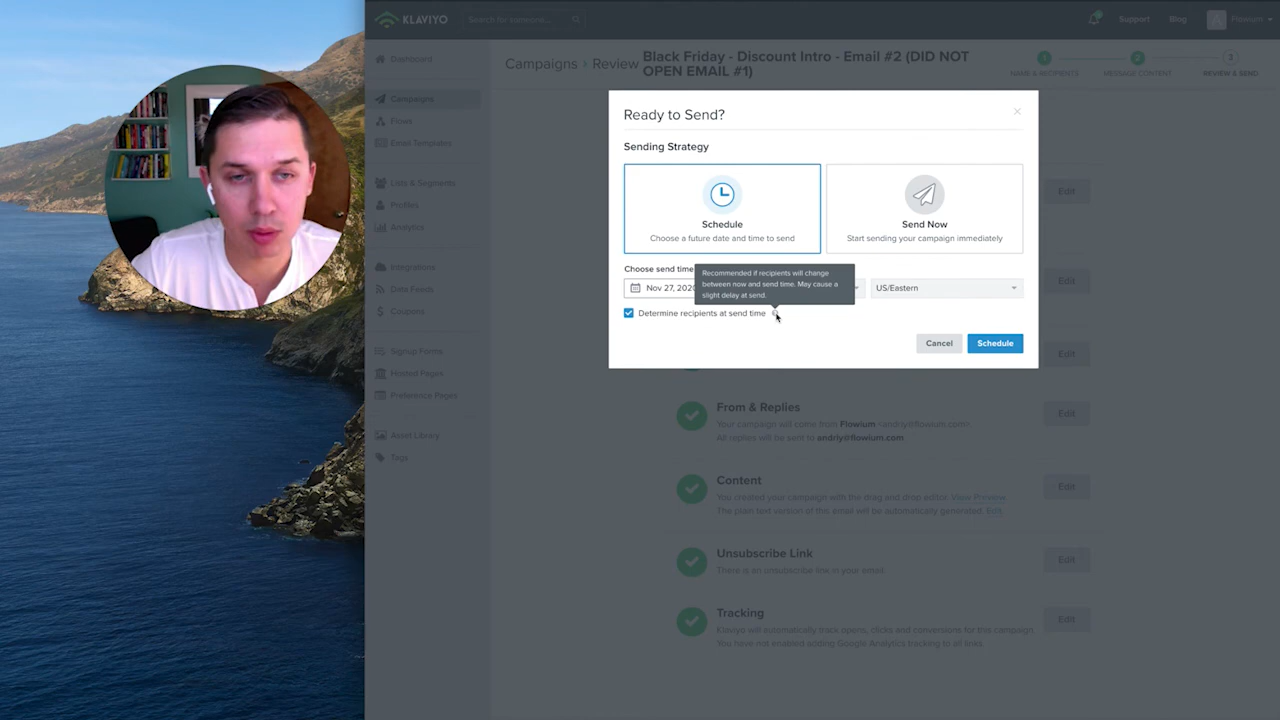 KLAVIYO
Search for someone...
Support
Blog
Flowium
Dashboard
Campaigns
Flows
Email Templates
Lists & Segments
Profiles
Analytics
Integrations
Data Feeds
Coupons
Signup Forms
Hosted Pages
Preference Pages
Asset Library
Tags
Campaigns › Review
Black Friday - Discount Intro - Email #2 (DID NOT
OPEN EMAIL #1)
1
2
3
NAME & RECIPIENTS
MESSAGE CONTENT
REVIEW & SEND
Ready to Send?
Sending Strategy
Schedule
Choose a future date and time to send
Send Now
Start sending your campaign immediately
Choose send time
Recommended if recipients will change
between now and send time. May cause a
slight delay at send.
Nov 27, 2020
US/Eastern
Determine recipients at send time
Cancel
Schedule
Edit
Edit
Edit
From & Replies
Your campaign will come from Flowium <andriy@flowium.com>.
All replies will be sent to andriy@flowium.com
Edit
Content
You created your campaign with the drag and drop editor. View Preview.
The plain text version of this email will be automatically generated. Edit.
Edit
Unsubscribe Link
There is an unsubscribe link in your email.
Edit
Tracking
Klaviyo will automatically track opens, clicks and conversions for this campaign.
You have not enabled adding Google Analytics tracking to all links.
Edit